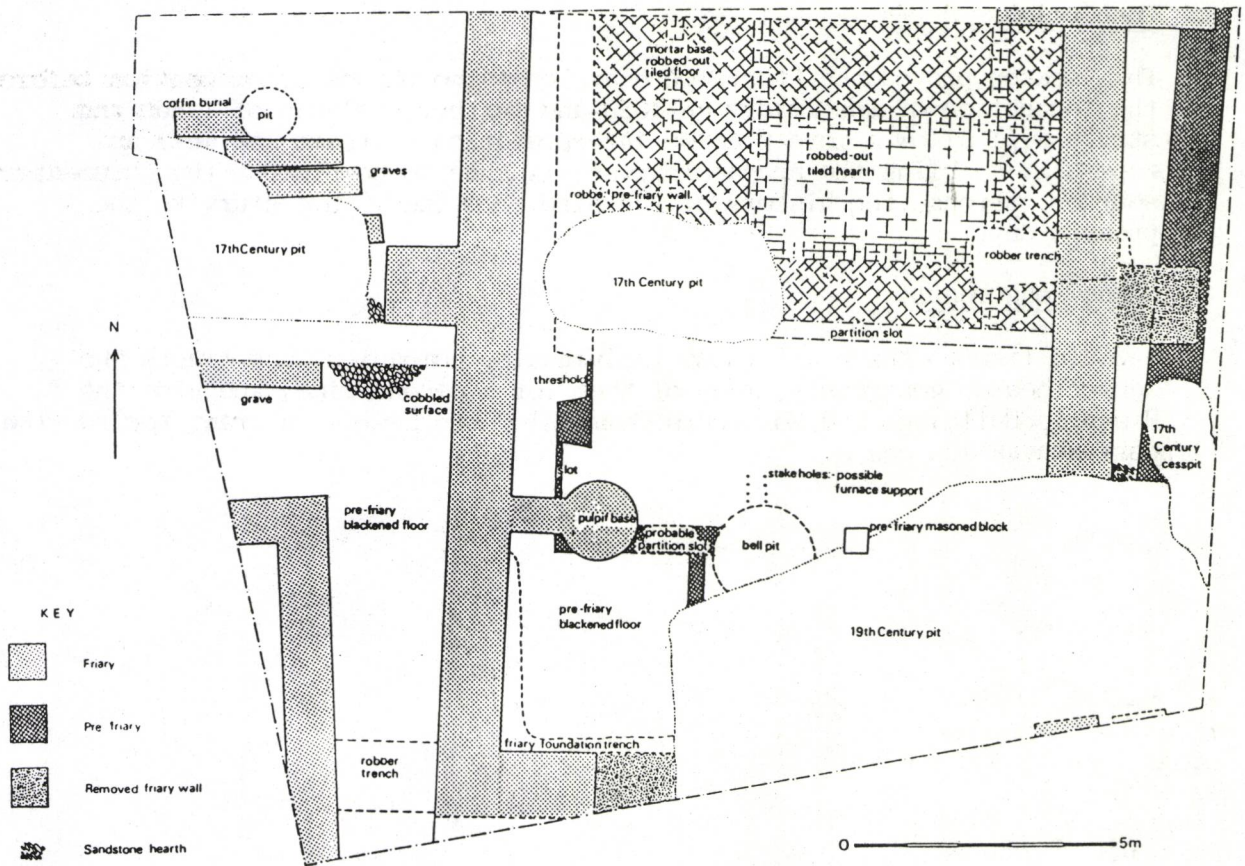 mortar base,
robbed-out
tiled floor
coffin burial
pit
graves
robbed-out
tiled hearth
pre-friary wall
17th Century pit
17th Century pit
robber trench
N
partition slot
threshold
grave
cobbled
surface
17th
Century
cesspit
slot
stake holes:- possible
furnace support
pre-friary
blackened floor
pulpit base
pre-friary masoned block
probable
partition slot
bell pit
pre-friary
blackened floor
19th Century pit
KEY
Friary
Pre friary
friary foundation trench
robber
trench
Removed friary wall
Sandstone hearth
0 5m